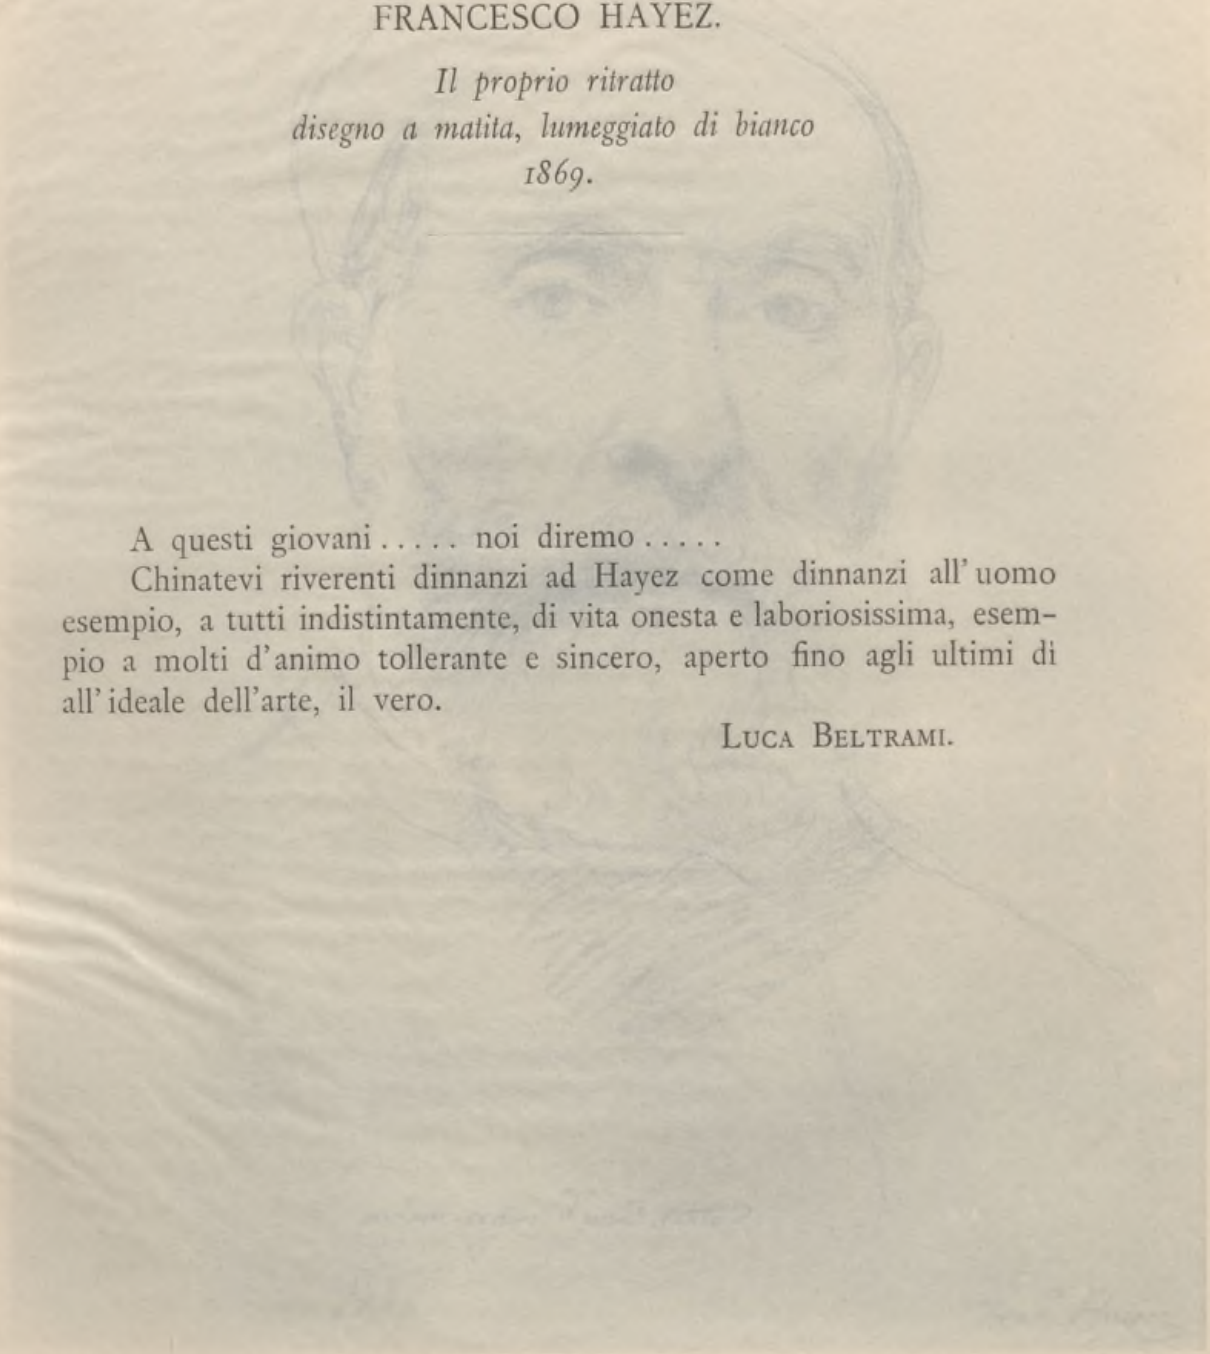 FRANCESCO HAYEZ.
Il proprio ritratto
disegno a matita, lumeggiato di bianco
1869.
A questi giovani ..... noi diremo .....
Chinatevi riverenti dinnanzi ad Hayez come dinnanzi all' uomo
esempio, a tutti indistintamente, di vita onesta e laboriosissima, esem-
pio a molti d'animo tollerante e sincero, aperto fino agli ultimi dì
all' ideale dell'arte, il vero.
LUCA BELTRAMI.